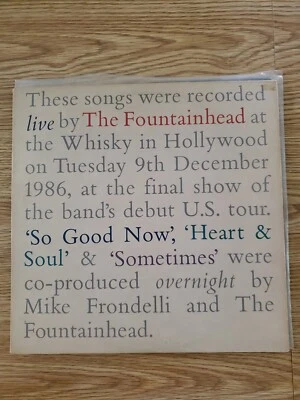 These songs were recorded
live by The Fountainhead at
the Whisky in Hollywood
on Tuesday 9th December
1986, at the final show of
the band's debut U.S. tour.
'So Good Now', 'Heart &
Soul' & 'Sometimes' were
co-produced overnight by
Mike Frondelli and The
Fountainhead.